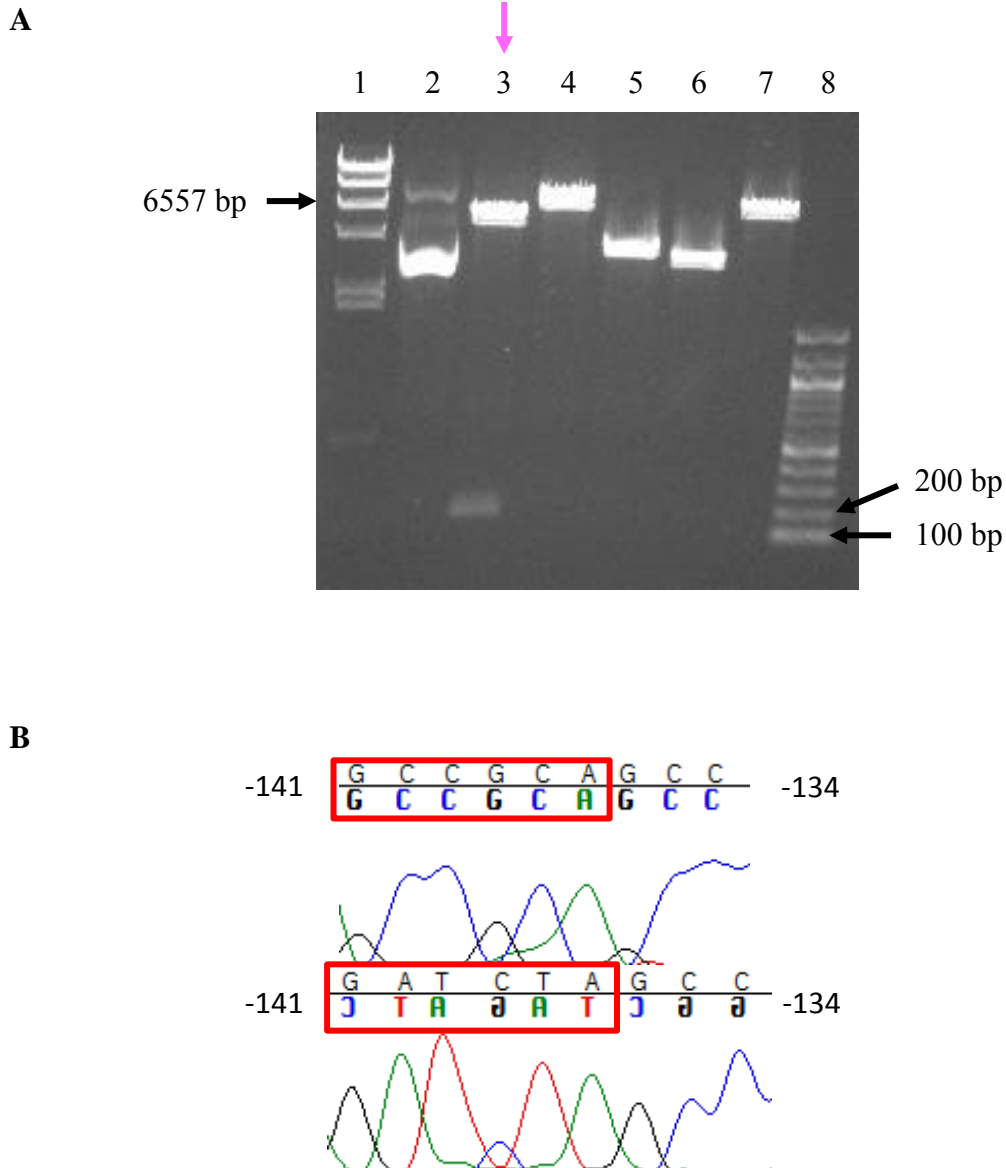 A
1 2 3 4 5 6 7 8
6557 bp
200 bp
100 bp
B
G C C G C A G C C
-141 G C C G C A G C C -134
G A T C T A G C C
-141 C T A G A T C G G -134